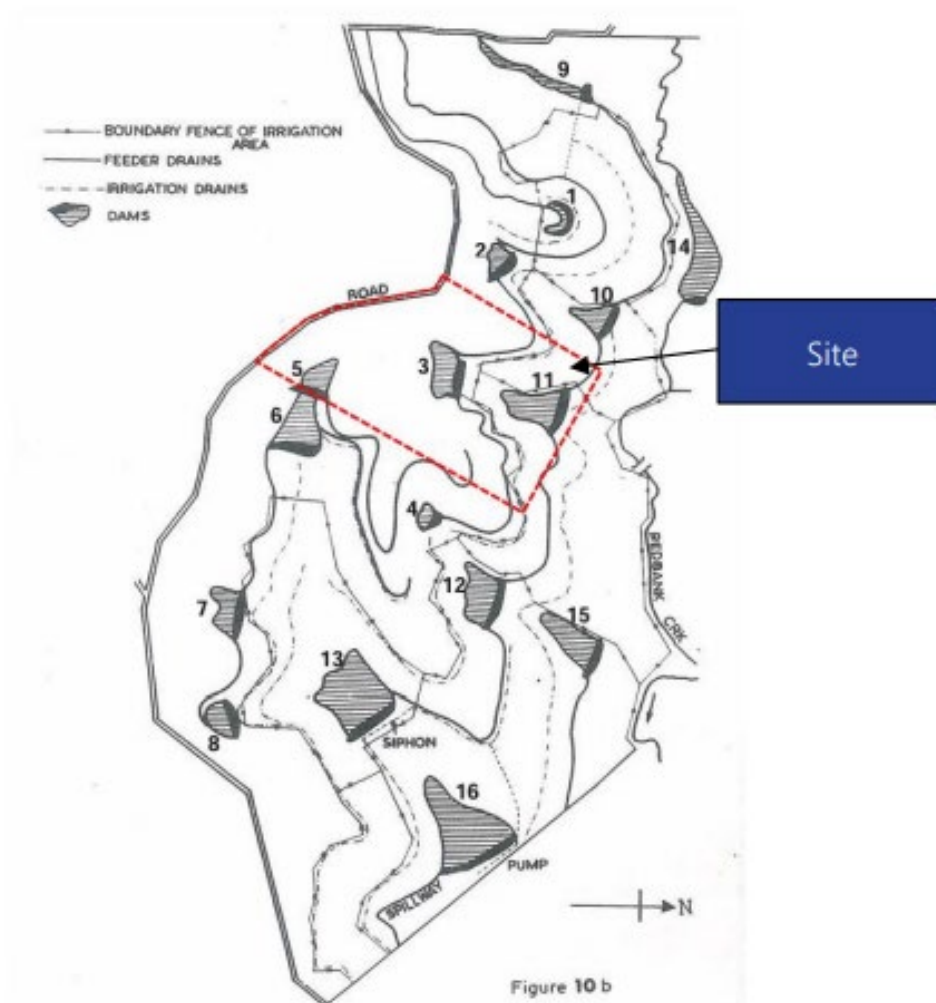 9
BOUNDARY FENCE OF IRRIGATION
AREA
FEEDER DRAINS
IRRIGATION DRAINS
DAMS
1
2
14
ROAD
10
Site
3
5
11
6
4
REDBANK
CRK
12
7
15
13
8
SIPHON
16
PUMP
SPILLWAY
N
Figure 10 b